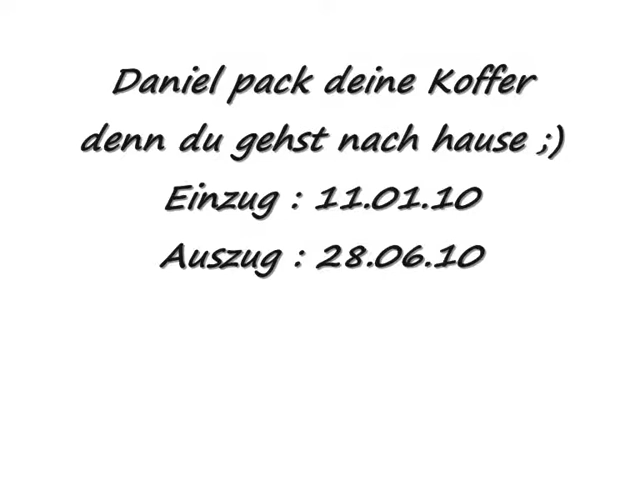 Daniel pack deine Koffer
denn du gehst nach hause ;)
Einzug : 11.01.10
Auszug : 28.06.10